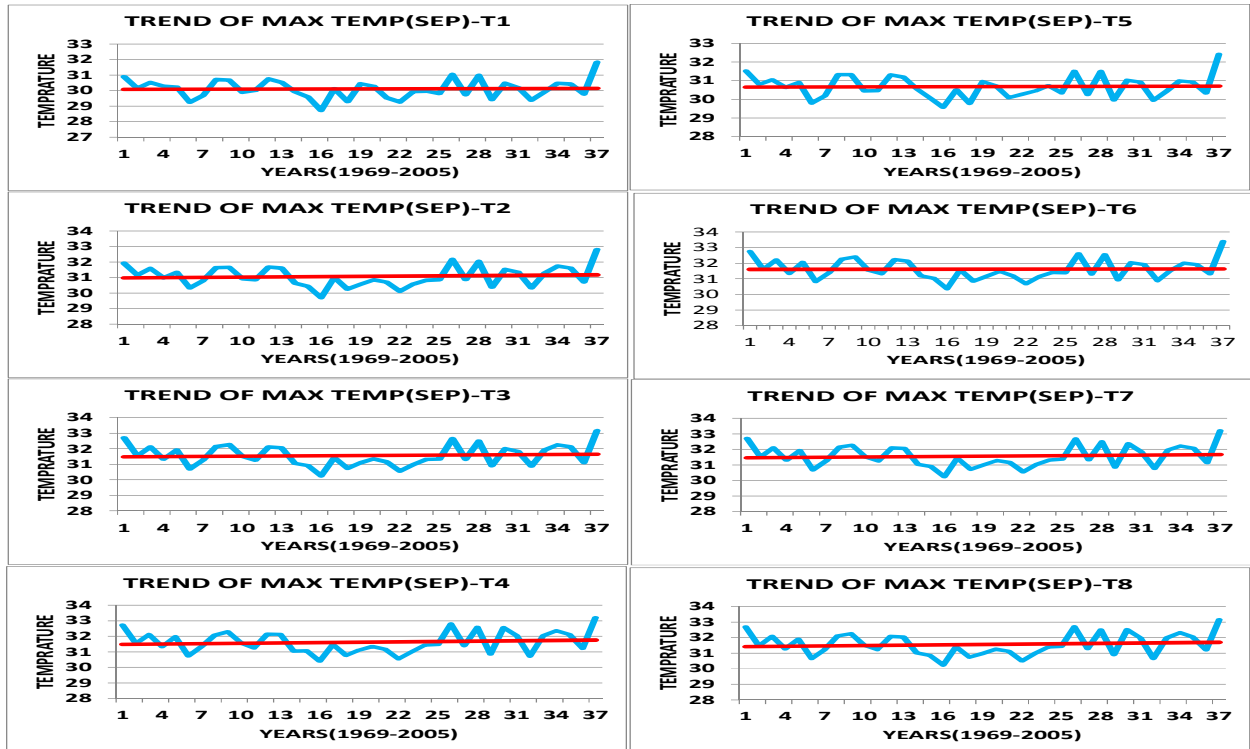 TREND OF MAX TEMP(SEP)-T1
TEMPRATURE
33
32
31
30
29
28
27
1 4 7 10 13 16 19 22 25 28 31 34 37
YEARS(1969-2005)
TREND OF MAX TEMP(SEP)-T5
TEMPRATURE
33
32
31
30
29
28
1 4 7 10 13 16 19 22 25 28 31 34 37
YEARS(1969-2005)
TREND OF MAX TEMP(SEP)-T2
TEMPRATURE
34
33
32
31
30
29
28
1 4 7 10 13 16 19 22 25 28 31 34 37
YEARS(1969-2005)
TREND OF MAX TEMP(SEP)-T6
TEMPRATURE
34
33
32
31
30
29
28
1 4 7 10 13 16 19 22 25 28 31 34 37
YEARS(1969-2005)
TREND OF MAX TEMP(SEP)-T3
TEMPRATURE
34
33
32
31
30
29
28
1 4 7 10 13 16 19 22 25 28 31 34 37
YEARS(1969-2005)
TREND OF MAX TEMP(SEP)-T7
TEMPRATURE
34
33
32
31
30
29
28
1 4 7 10 13 16 19 22 25 28 31 34 37
YEARS(1969-2005)
TREND OF MAX TEMP(SEP)-T4
TEMPRATURE
34
33
32
31
30
29
28
1 4 7 10 13 16 19 22 25 28 31 34 37
YEARS(1969-2005)
TREND OF MAX TEMP(SEP)-T8
TEMPRATURE
34
33
32
31
30
29
28
1 4 7 10 13 16 19 22 25 28 31 34 37
YEARS(1969-2005)